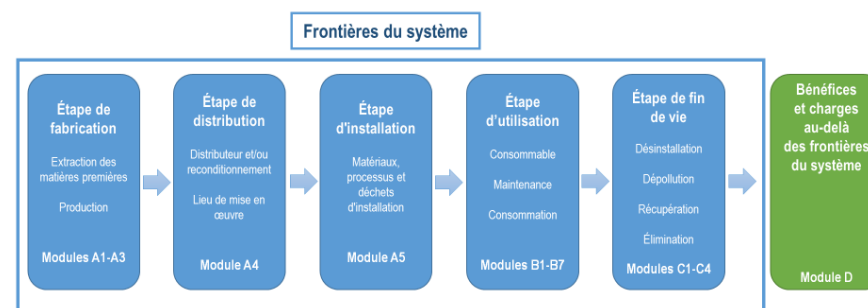 Frontières du système
Étape de
fabrication
Extraction des
matières premières
Production
Modules A1-A3
Étape de
distribution
Distributeur et/ou
reconditionnement
Lieu de mise en
œuvre
Module A4
Étape
d'installation
Matériaux,
processus et
déchets
d'installation
Module A5
Étape
d’utilisation
Consommable
Maintenance
Consommation
Modules B1-B7
Étape de fin
de vie
Désinstallation
Dépollution
Récupération
Élimination
Modules C1-C4
Bénéfices
et charges
au-delà
des frontières
du système
Module D